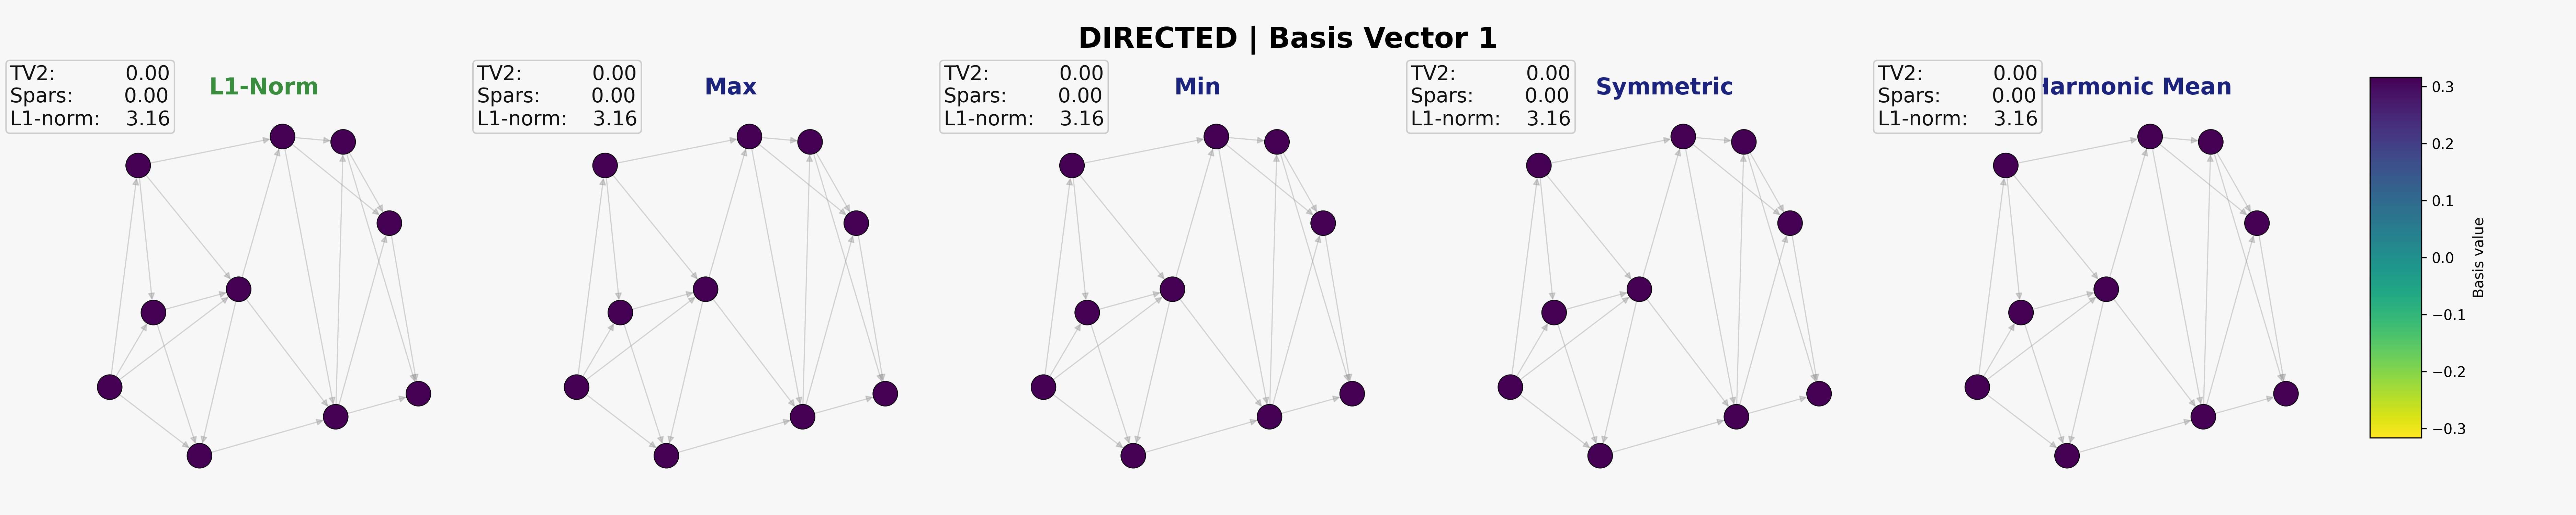 DIRECTED | Basis Vector 1
TV2: 0.00
Spars: 0.00
L1-norm: 3.16
L1-Norm
TV2: 0.00
Spars: 0.00
L1-norm: 3.16
Max
TV2: 0.00
Spars: 0.00
L1-norm: 3.16
Min
TV2: 0.00
Spars: 0.00
L1-norm: 3.16
Symmetric
TV2: 0.00
Spars: 0.00
L1-norm: 3.16
Harmonic Mean
0.3
0.2
0.1
0.0
−0.1
−0.2
−0.3
Basis value